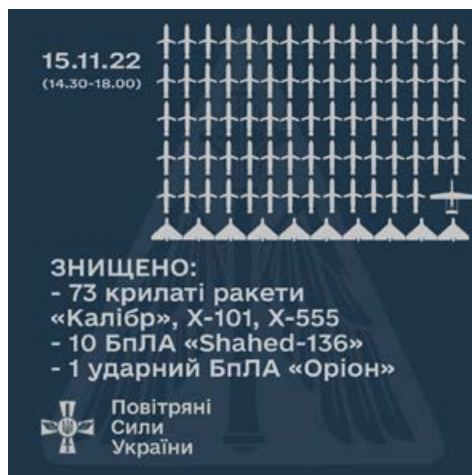 15.11.22
(14.30-18.00)
ЗНИЩЕНО:
- 73 крилаті ракети
«Калібр», Х-101, Х-555
- 10 БпЛА «Shahed-136»
- 1 ударний БпЛА «Оріон»
Повітряні
Сили
України